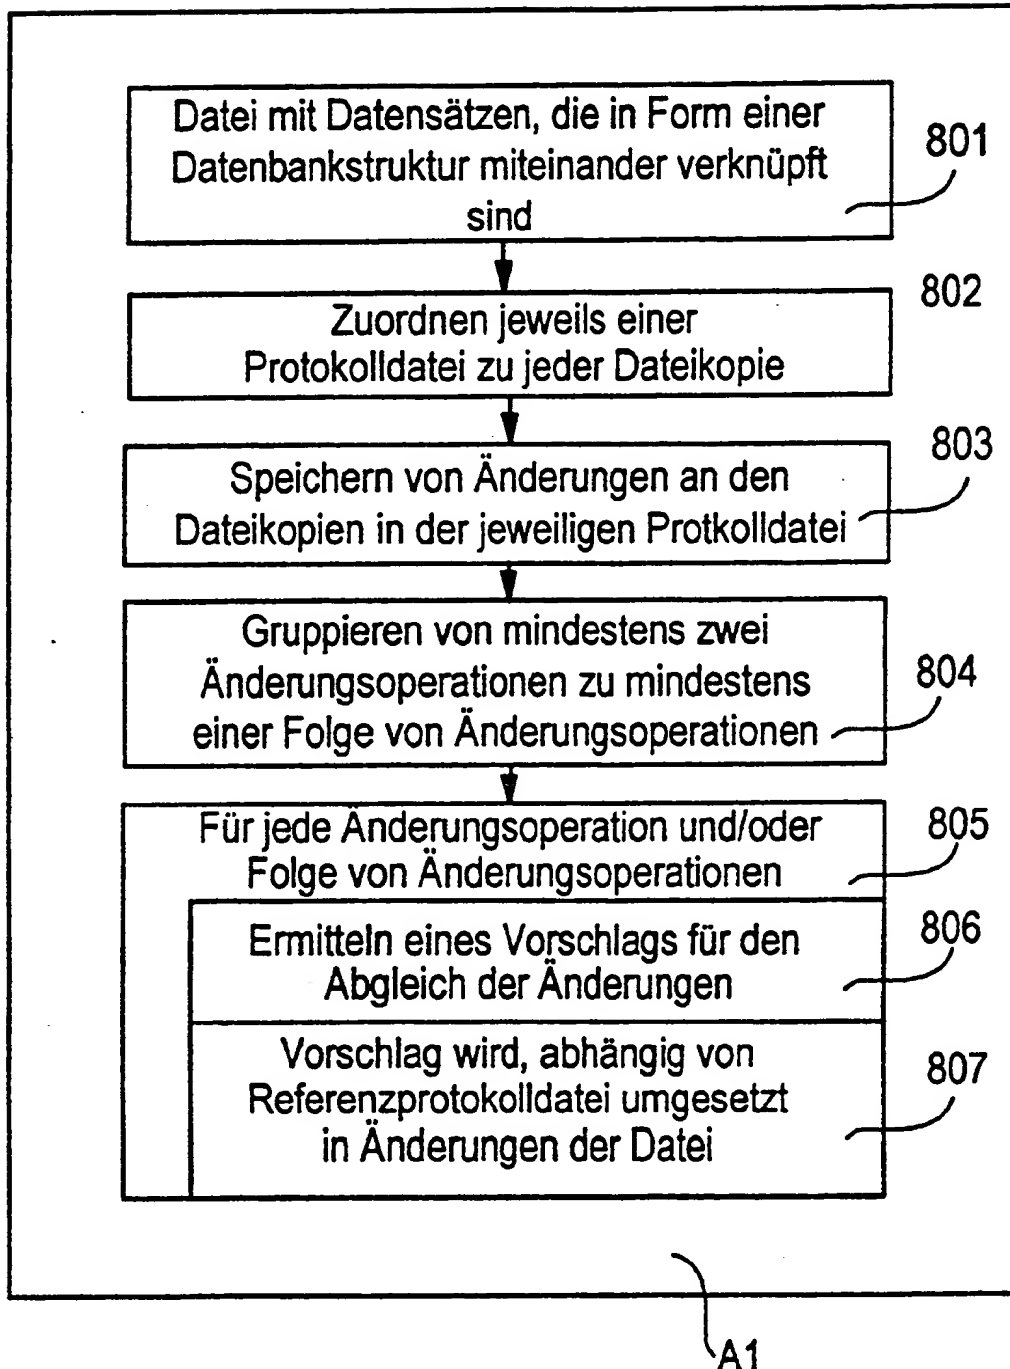 Datei mit Datensätzen, die in Form einer
Datenbankstruktur miteinander verknüpft
sind
801
802
Zuordnen jeweils einer
Protokolldatei zu jeder Dateikopie
803
Speichern von Änderungen an den
Dateikopien in der jeweiligen Protkolldatei
Gruppieren von mindestens zwei
Änderungsoperationen zu mindestens
einer Folge von Änderungsoperationen
804
Für jede Änderungsoperation und/oder
Folge von Änderungsoperationen
805
Ermitteln eines Vorschlags für den
Abgleich der Änderungen
806
Vorschlag wird, abhängig von
Referenzprotokolldatei umgesetzt
in Änderungen der Datei
807
A1